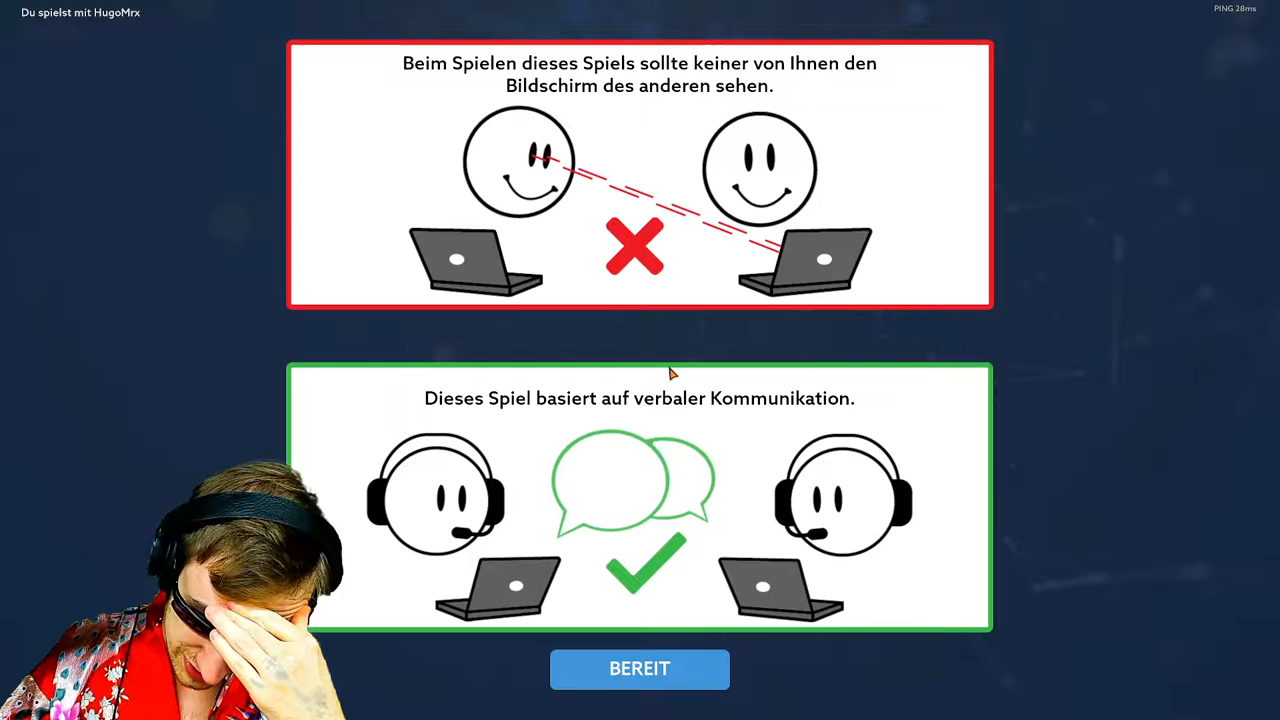 Du spielst mit HugoMrx
PING 28ms
Beim Spielen dieses Spiels sollte keiner von Ihnen den
Bildschirm des anderen sehen.
Dieses Spiel basiert auf verbaler Kommunikation.
BEREIT